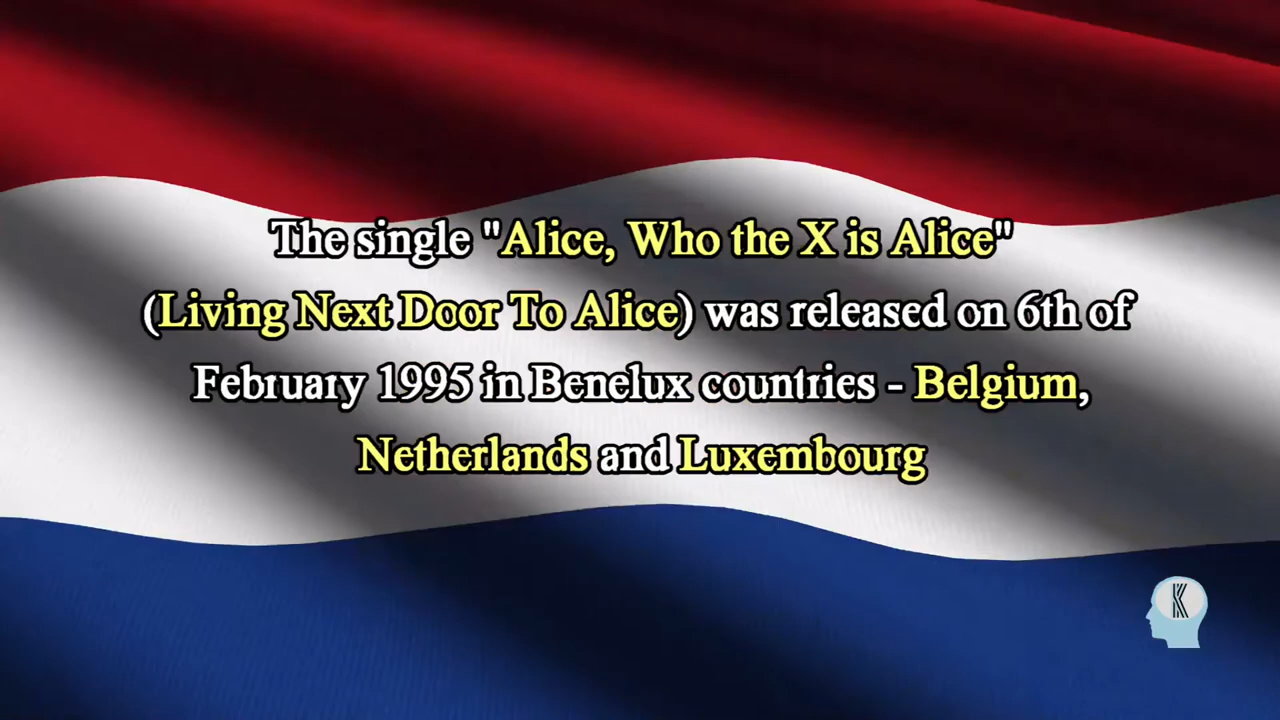 The single "Alice, Who the X is Alice"
(Living Next Door To Alice) was released on 6th of
February 1995 in Benelux countries - Belgium,
Netherlands and Luxembourg
K